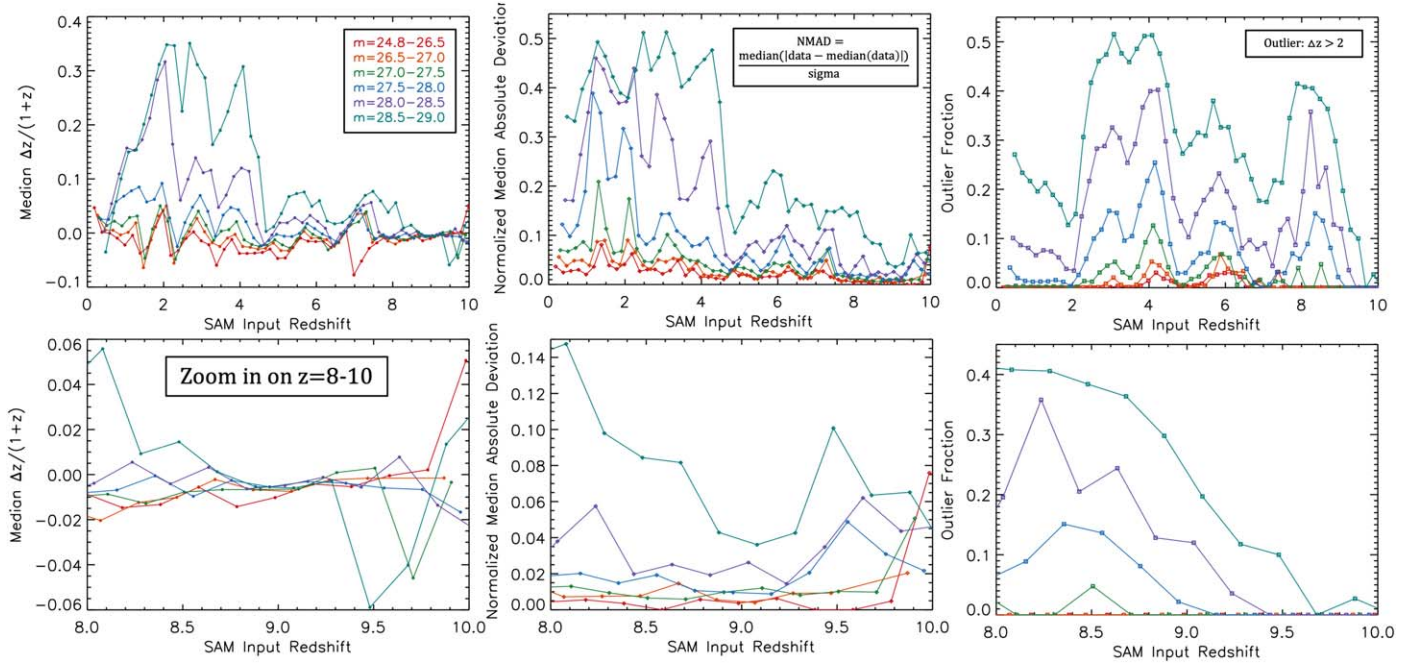 Median Δz/(1+z)
0.4
0.3
0.2
0.1
0.0
−0.1
m=24.8−26.5
m=26.5−27.0
m=27.0−27.5
m=27.5−28.0
m=28.0−28.5
m=28.5−29.0
0 2 4 6 8 10
SAM Input Redshift
Normalized Median Absolute Deviation
0.5
0.4
0.3
0.2
0.1
0.0
NMAD =
median(|data − median(data)|)
sigma
0 2 4 6 8 10
SAM Input Redshift
Outlier Fraction
0.5
0.4
0.3
0.2
0.1
0.0
Outlier: Δz > 2
0 2 4 6 8 10
SAM Input Redshift
Median Δz/(1+z)
0.06
0.04
0.02
0.00
−0.02
−0.04
−0.06
Zoom in on z=8-10
8.0 8.5 9.0 9.5 10.0
SAM Input Redshift
Normalized Median Absolute Deviation
0.14
0.12
0.10
0.08
0.06
0.04
0.02
0.00
8.0 8.5 9.0 9.5 10.0
SAM Input Redshift
Outlier Fraction
0.4
0.3
0.2
0.1
0.0
8.0 8.5 9.0 9.5 10.0
SAM Input Redshift